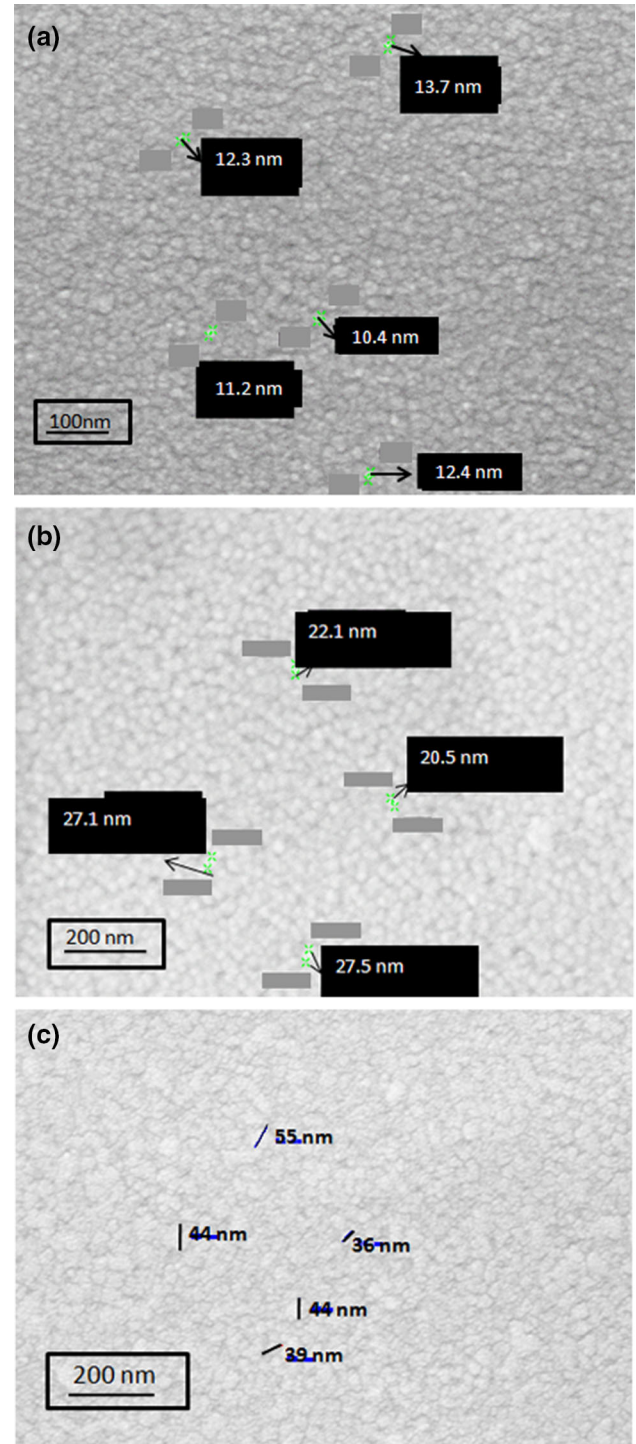 (a)
13.7 nm
12.3 nm
10.4 nm
11.2 nm
100nm
12.4 nm
(b)
22.1 nm
20.5 nm
27.1 nm
200 nm
27.5 nm
(c)
55 nm
44 nm
36 nm
44 nm
39 nm
200 nm